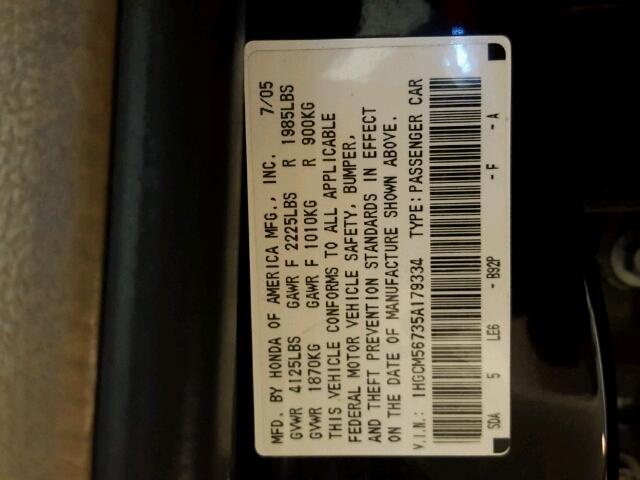 MFD. BY HONDA OF AMERICA MFG., INC. 7/05
GVWR 4125LBS GAWR F 2225LBS R 1985LBS
GVWR 1870KG GAWR F 1010KG R 900KG
THIS VEHICLE CONFORMS TO ALL APPLICABLE
FEDERAL MOTOR VEHICLE SAFETY, BUMPER,
AND THEFT PREVENTION STANDARDS IN EFFECT
ON THE DATE OF MANUFACTURE SHOWN ABOVE.
V.I.N.: 1HGCM56735A179334 TYPE: PASSENGER CAR
SDA 5 LE6 - B92P - F - A